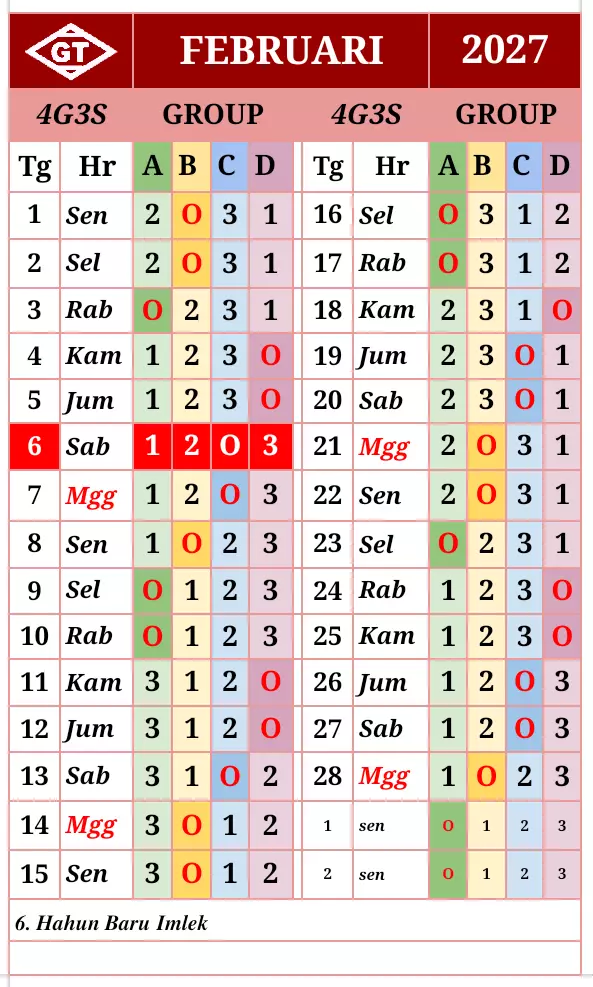 GT FEBRUARI 2027
4G3S GROUP 4G3S GROUP
Tg Hr A B C D Tg Hr A B C D
1 Sen 2 O 3 1 16 Sel O 3 1 2
2 Sel 2 O 3 1 17 Rab O 3 1 2
3 Rab O 2 3 1 18 Kam 2 3 1 O
4 Kam 1 2 3 O 19 Jum 2 3 O 1
5 Jum 1 2 3 O 20 Sab 2 3 O 1
6 Sab 1 2 O 3 21 Mgg 2 O 3 1
7 Mgg 1 2 O 3 22 Sen 2 O 3 1
8 Sen 1 O 2 3 23 Sel O 2 3 1
9 Sel O 1 2 3 24 Rab 1 2 3 O
10 Rab O 1 2 3 25 Kam 1 2 3 O
11 Kam 3 1 2 O 26 Jum 1 2 O 3
12 Jum 3 1 2 O 27 Sab 1 2 O 3
13 Sab 3 1 O 2 28 Mgg 1 O 2 3
14 Mgg 3 O 1 2 1 sen O 1 2 3
15 Sen 3 O 1 2 2 sen O 1 2 3
6. Hahun Baru Imlek